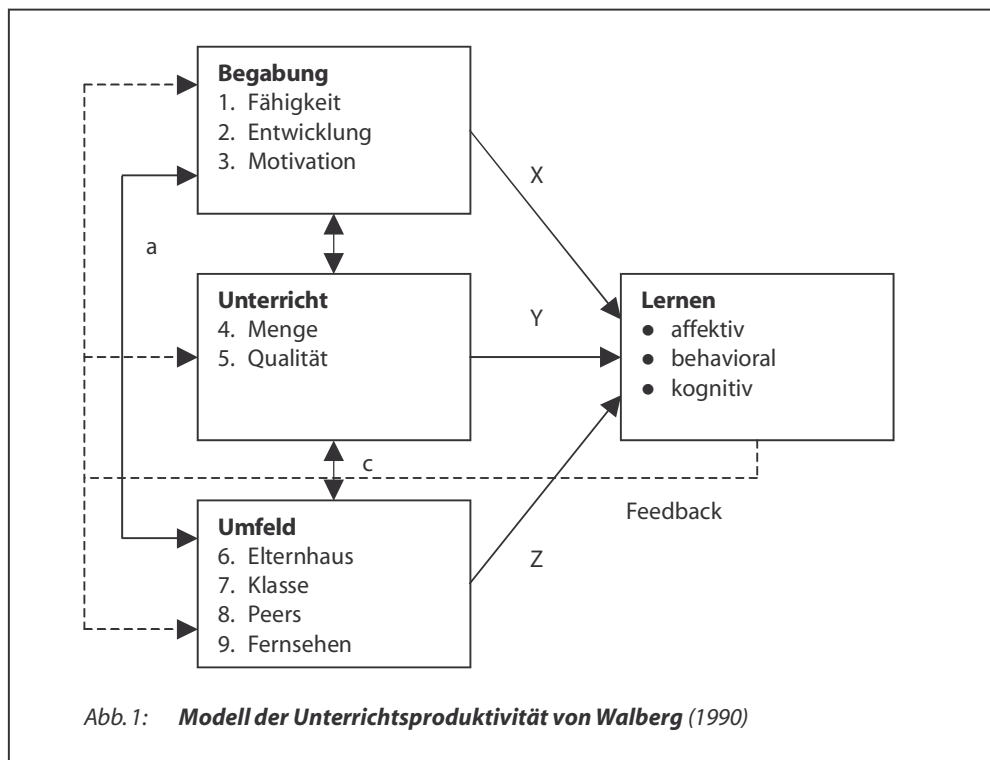 Begabung
1. Fähigkeit
2. Entwicklung
3. Motivation
X
a
Unterricht
4. Menge
5. Qualität
Y
Lernen
● affektiv
● behavioral
● kognitiv
c
Feedback
Umfeld
6. Elternhaus
7. Klasse
8. Peers
9. Fernsehen
Z
Abb. 1: Modell der Unterrichtsproduktivität von Walberg (1990)